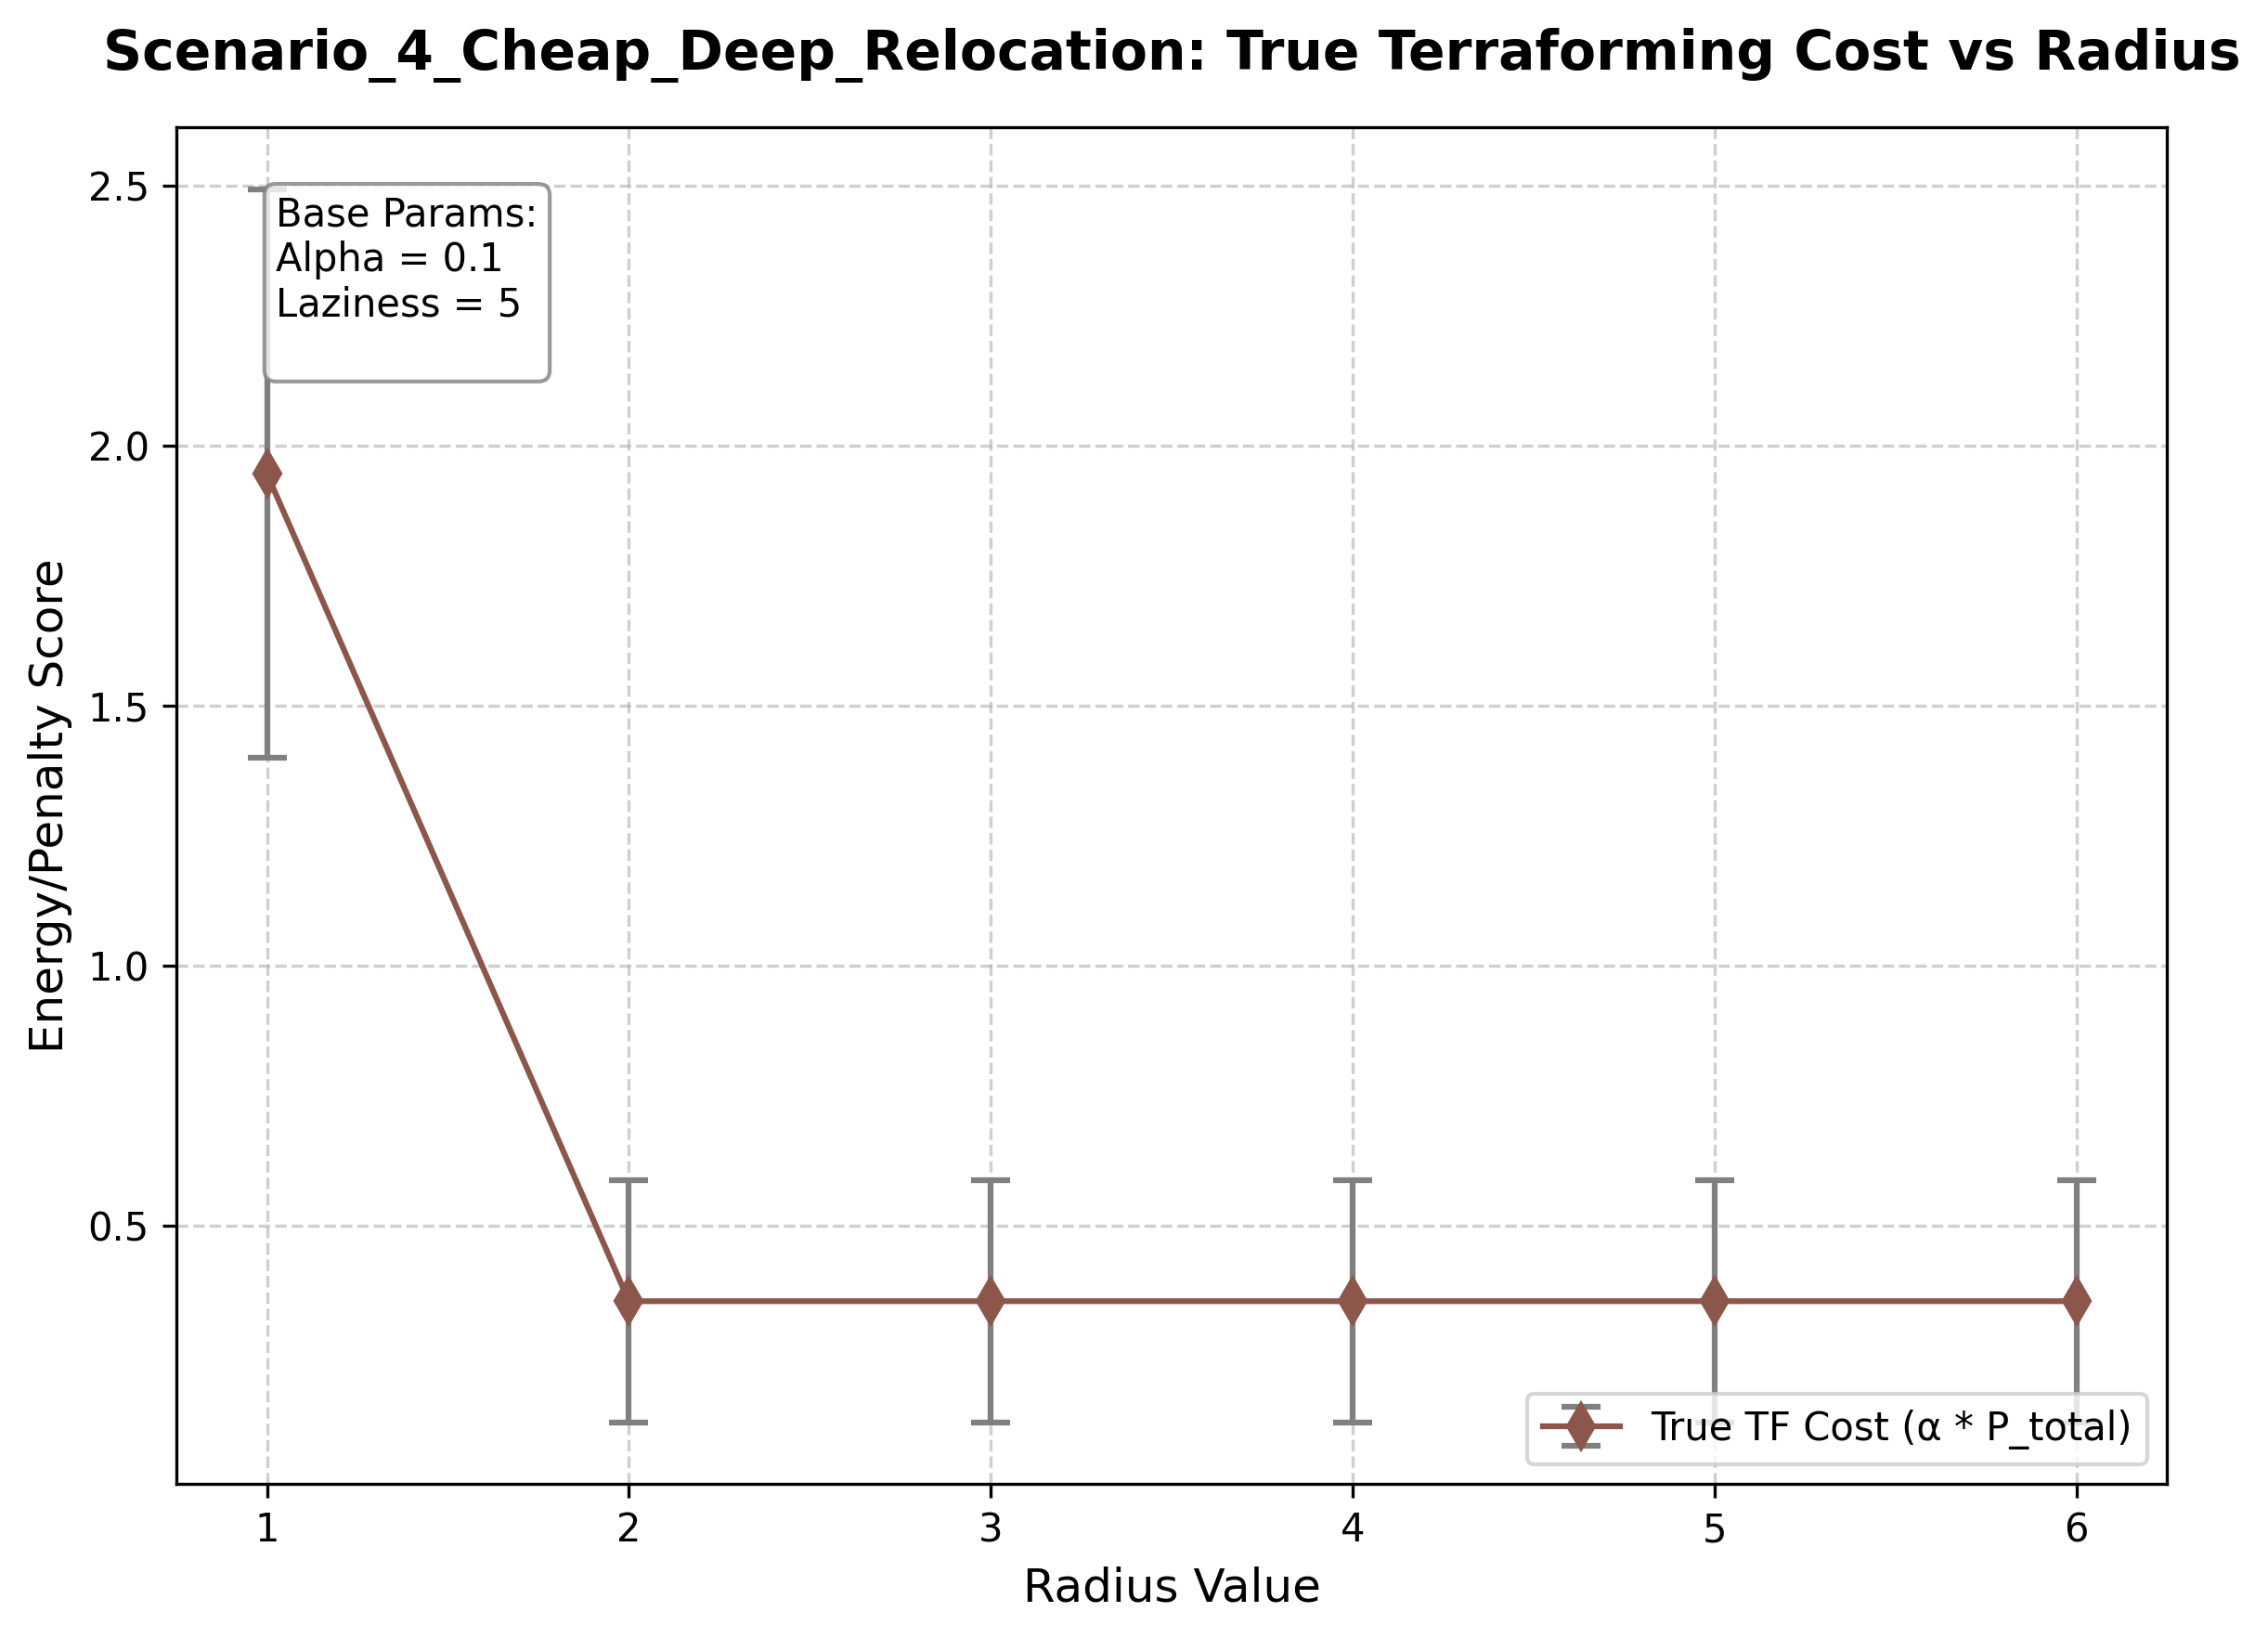 Scenario_4_Cheap_Deep_Relocation: True Terraforming Cost vs Radius
Energy/Penalty Score
2.5
2.0
1.5
1.0
0.5
Base Params:
Alpha = 0.1
Laziness = 5
True TF Cost (α * P_total)
1 2 3 4 5 6
Radius Value